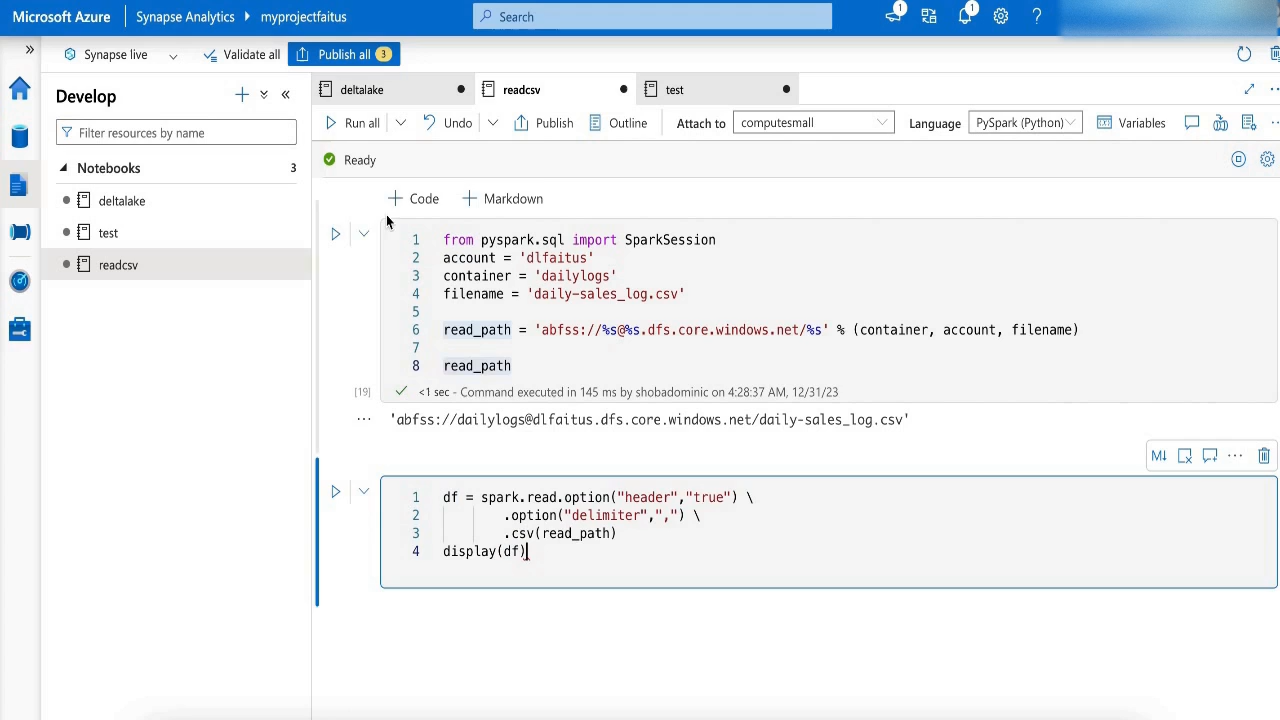 Microsoft Azure Synapse Analytics myprojectfaitus Search 1 1
Synapse live Validate all Publish all 3
Develop
Filter resources by name
Notebooks 3
deltalake
test
readcsv
deltalake readcsv test
Run all Undo Publish Outline Attach to computesmall Language PySpark (Python) Variables
Ready
Code Markdown
1 from pyspark.sql import SparkSession
2 account = 'dlfaitus'
3 container = 'dailylogs'
4 filename = 'daily-sales_log.csv'
5
6 read_path = 'abfss://%s@%s.dfs.core.windows.net/%s' % (container, account, filename)
7
8 read_path
[19] <1 sec - Command executed in 145 ms by shobadominic on 4:28:37 AM, 12/31/23
'abfss://dailylogs@dlfaitus.dfs.core.windows.net/daily-sales_log.csv'
M↓
1 df = spark.read.option("header","true") \
2 .option("delimiter",",") \
3 .csv(read_path)
4 display(df)